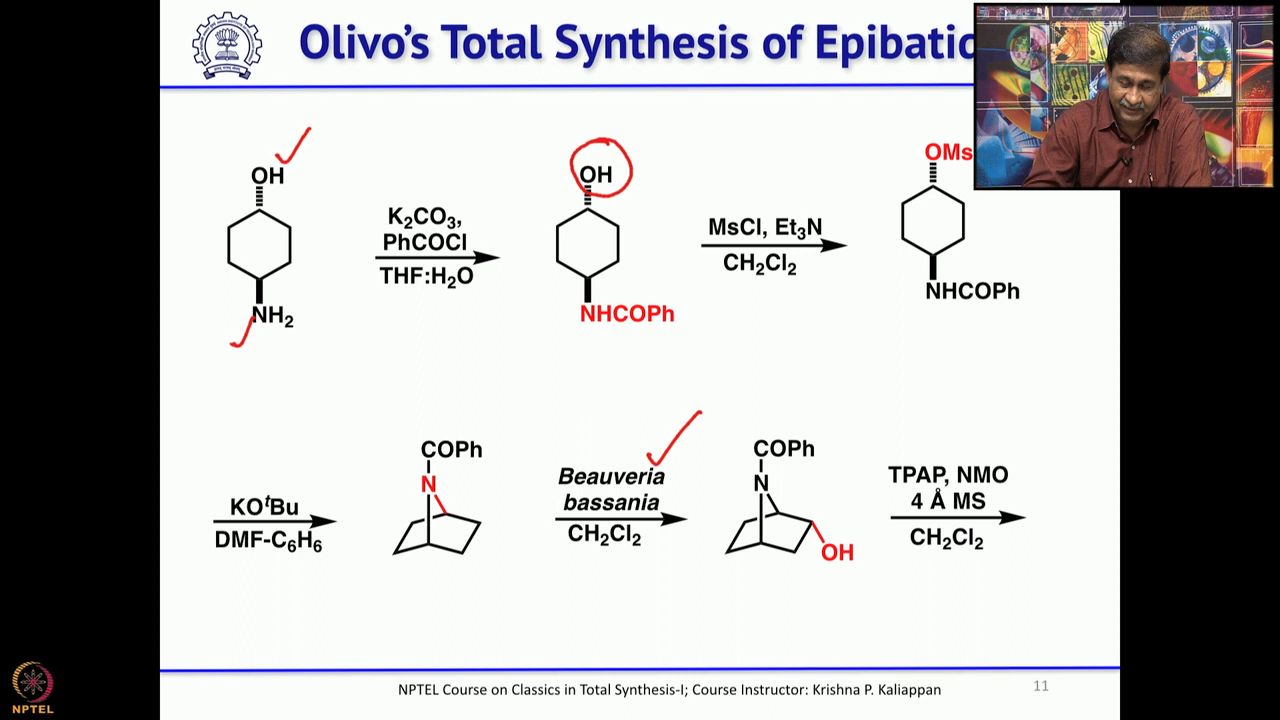 Olivo's Total Synthesis of Epibatid
OH
NH₂
K₂CO₃,
PhCOCl
THF:H₂O
OH
NHCOPh
MsCl, Et₃N
CH₂Cl₂
OMs
NHCOPh
KOᵗBu
DMF-C₆H₆
COPh
N
Beauveria
bassania
CH₂Cl₂
COPh
N
OH
TPAP, NMO
4 Å MS
CH₂Cl₂
NPTEL Course on Classics in Total Synthesis-I; Course Instructor: Krishna P. Kaliappan
11
NPTEL